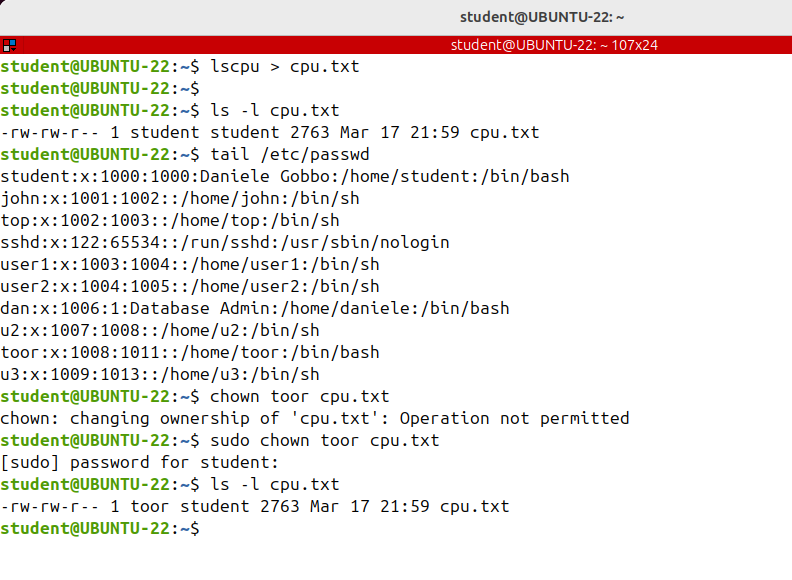 student@UBUNTU-22: ~
student@UBUNTU-22: ~ 107x24
student@UBUNTU-22:~$ lscpu > cpu.txt
student@UBUNTU-22:~$
student@UBUNTU-22:~$ ls -l cpu.txt
-rw-rw-r-- 1 student student 2763 Mar 17 21:59 cpu.txt
student@UBUNTU-22:~$ tail /etc/passwd
student:x:1000:1000:Daniele Gobbo:/home/student:/bin/bash
john:x:1001:1002::/home/john:/bin/sh
top:x:1002:1003::/home/top:/bin/sh
sshd:x:122:65534::/run/sshd:/usr/sbin/nologin
user1:x:1003:1004::/home/user1:/bin/sh
user2:x:1004:1005::/home/user2:/bin/sh
dan:x:1006:1:Database Admin:/home/daniele:/bin/bash
u2:x:1007:1008::/home/u2:/bin/sh
toor:x:1008:1011::/home/toor:/bin/bash
u3:x:1009:1013::/home/u3:/bin/sh
student@UBUNTU-22:~$ chown toor cpu.txt
chown: changing ownership of 'cpu.txt': Operation not permitted
student@UBUNTU-22:~$ sudo chown toor cpu.txt
[sudo] password for student:
student@UBUNTU-22:~$ ls -l cpu.txt
-rw-rw-r-- 1 toor student 2763 Mar 17 21:59 cpu.txt
student@UBUNTU-22:~$